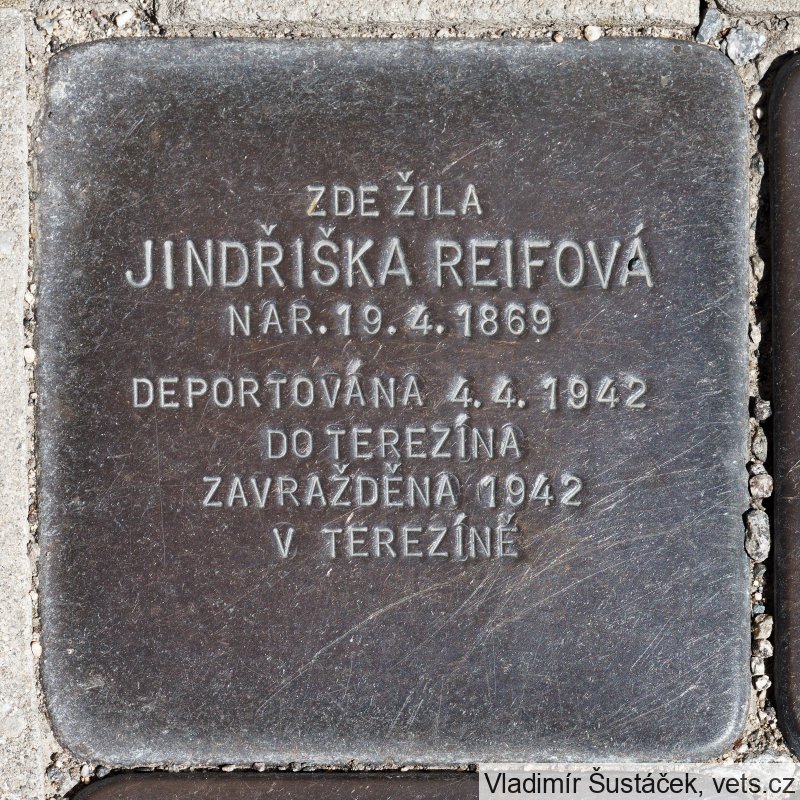 ZDE ŽILA
JINDŘIŠKA REIFOVÁ
NAR. 19. 4. 1869
DEPORTOVÁNA 4. 4. 1942
DO TEREZÍNA
ZAVRAŽDĚNA 1942
V TEREZÍNĚ
Vladimír Šustáček, vets.cz